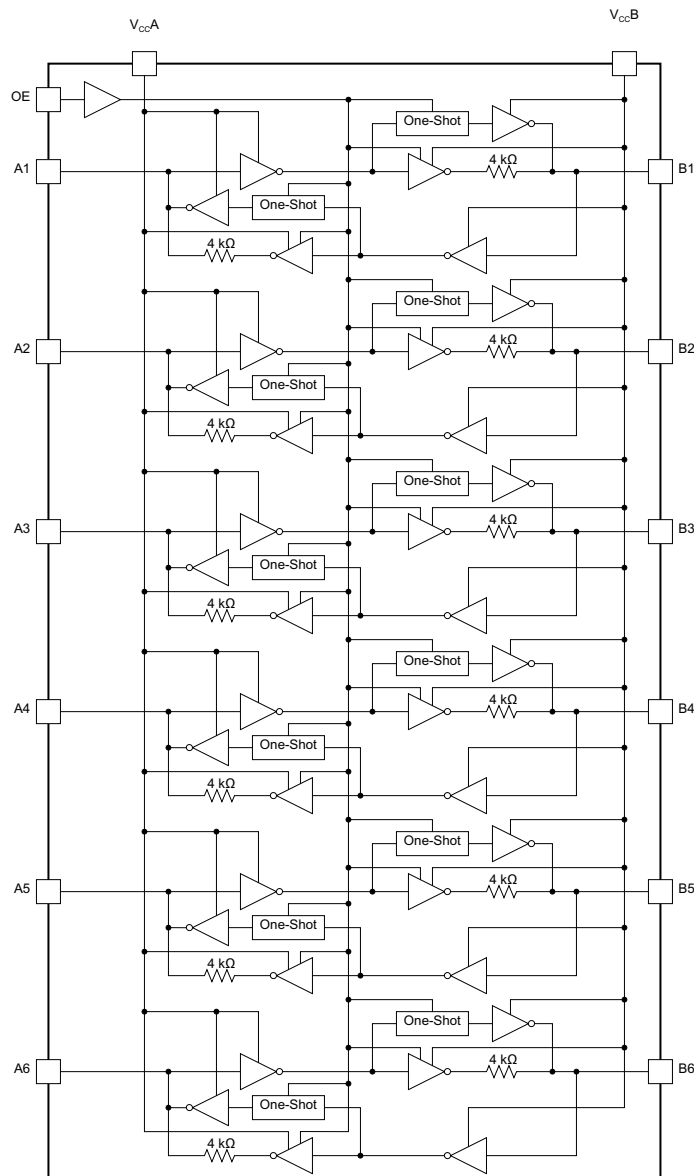 VCCA VCCB
OE
One-Shot
A1 4 kΩ B1
One-Shot
4 kΩ
One-Shot
A2 4 kΩ B2
One-Shot
4 kΩ
One-Shot
A3 4 kΩ B3
One-Shot
4 kΩ
One-Shot
A4 4 kΩ B4
One-Shot
4 kΩ
One-Shot
A5 4 kΩ B5
One-Shot
4 kΩ
One-Shot
A6 4 kΩ B6
One-Shot
4 kΩ